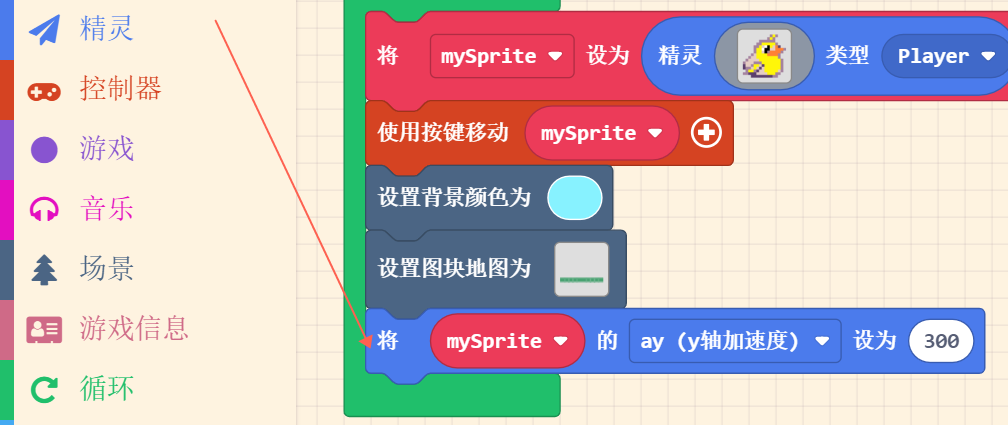 精灵
控制器
游戏
音乐
场景
游戏信息
循环
将 mySprite 设为 精灵 类型 Player
使用按键移动 mySprite
设置背景颜色为
设置图块地图为
将 mySprite 的 ay (y轴加速度) 设为 300